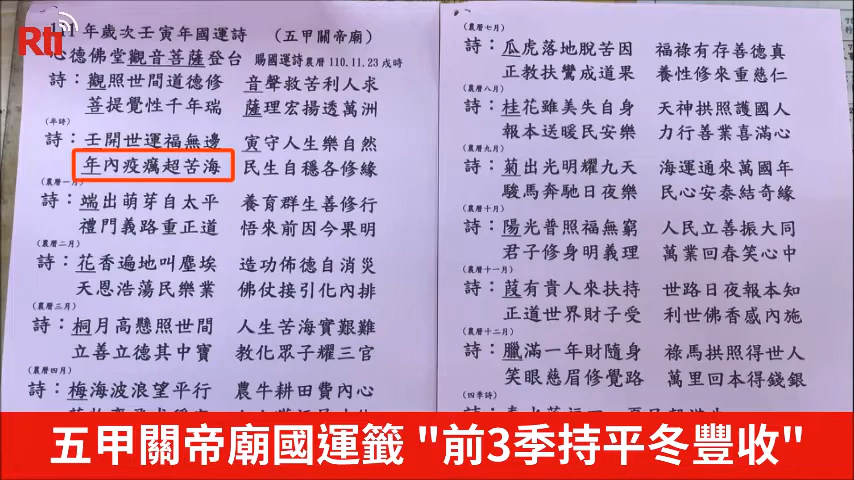 Rti
111年歲次壬寅年國運詩 （五甲關帝廟）
心德佛堂觀音菩薩登台 賜國運詩農曆110.11.23戌時
詩：觀照世間道德修 音聲救苦利人求
菩提覺性千年瑞 薩理宏揚透萬洲
(年詩)
詩：壬開世運福無邊 寅守人生樂自然
年內疫癘超苦海 民生自穩各修緣
(農曆一月)
詩：端出萌芽自太平 養育群生善修行
禮門義路重正道 悟來前因今果明
(農曆二月)
詩：花香遍地叫塵埃 造功佈德自消災
天恩浩蕩民樂業 佛仗接引化內排
(農曆三月)
詩：桐月高懸照世間 人生苦海實艱難
立善立德其中寶 教化眾子耀三官
(農曆四月)
詩：梅海波浪望平行 農牛耕田費內心
(農曆七月)
詩：瓜虎落地脫苦因 福祿有存善德真
正教扶鸞成道果 養性修來重慈仁
(農曆八月)
詩：桂花雖美失自身 天神拱照護國人
報本送暖民安樂 力行善業喜滿心
(農曆九月)
詩：菊出光明耀九天 海運通來萬國年
駿馬奔馳日夜樂 民心安泰結奇緣
(農曆十月)
詩：陽光普照福無窮 人民立善振大同
君子修身明義理 萬業回春笑心中
(農曆十一月)
詩：葭有貴人來扶持 世路日夜報本知
正道世界財子受 利世佛香感內施
(農曆十二月)
詩：臘滿一年財隨身 祿馬拱照得世人
笑眼慈眉修覺路 萬里回本得錢銀
(四季詩)
五甲關帝廟國運籤 "前3季持平冬豐收"